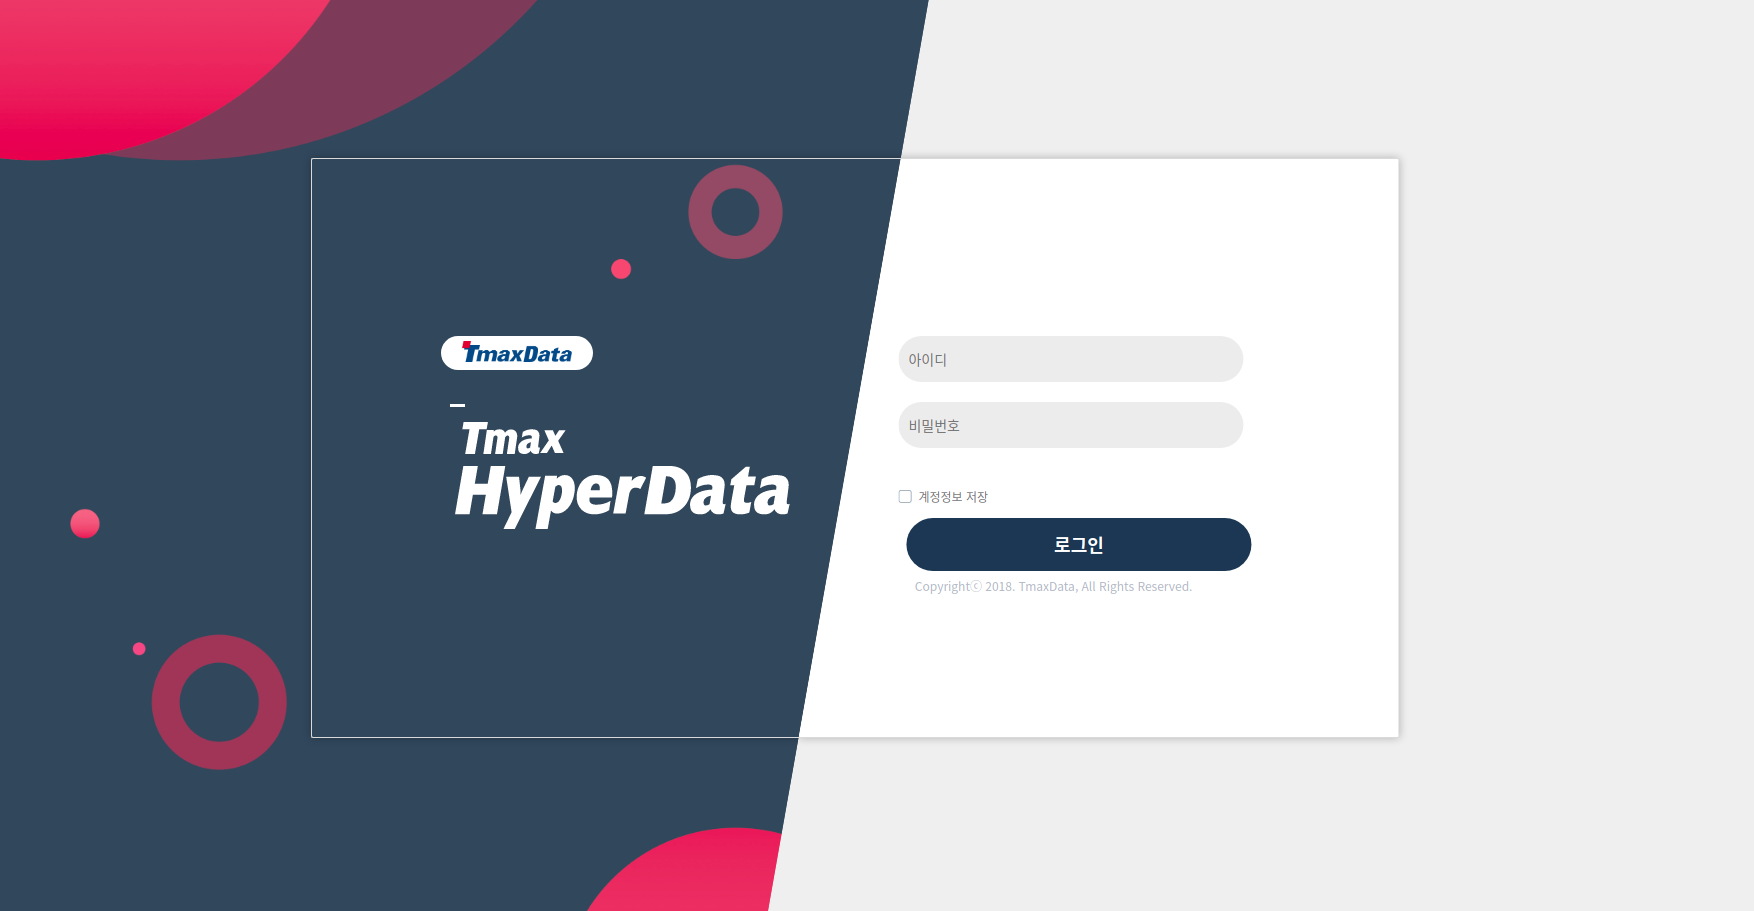 TmaxData
Tmax
HyperData
아이디
비밀번호
계정정보 저장
로그인
Copyrightⓒ 2018. TmaxData, All Rights Reserved.